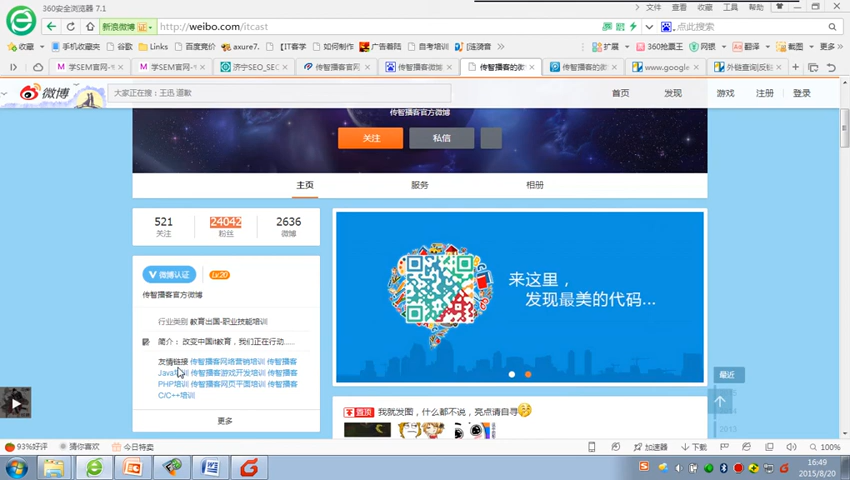 360安全浏览器 7.1
文件 查看 收藏 工具 帮助
新浪微博 证 http://weibo.com/itcast
点此搜索
收藏 手机收藏夹 谷歌 Links 百度竞价 axure7. 【IT春学 如何制作 广告着陆 自考培训 [连漪斋 扩展 360抢票王 网银 翻译 截图 更多
学SEM官网 学SEM官网 济宁SEO_SEC 传智播客官网 传智播客微博 传智播客的微 传智播客的 www.google 外链查询|反链
微博 大家正在搜：王迅 道歉 首页 发现 游戏 注册 登录
传智播客官方微博
关注 私信
主页 服务 相册
521 24042 2636
关注 粉丝 微博
V 微博认证 Lv.20
传智播客官方微博
行业类别 教育出国-职业技能培训
简介： 改变中国it教育，我们正在行动......
友情链接 传智播客网络营销培训 传智播客
Java培训 传智播客游戏开发培训 传智播客
PHP培训 传智播客网页平面培训 传智播客
C/C++培训
更多
来这里，
发现最美的代码...
最近
2013
置顶 我就发图，什么都不说，亮点请自寻
93%好评 猜你喜欢 今日特卖 加速器 下载 100%
16:49
2015/8/20